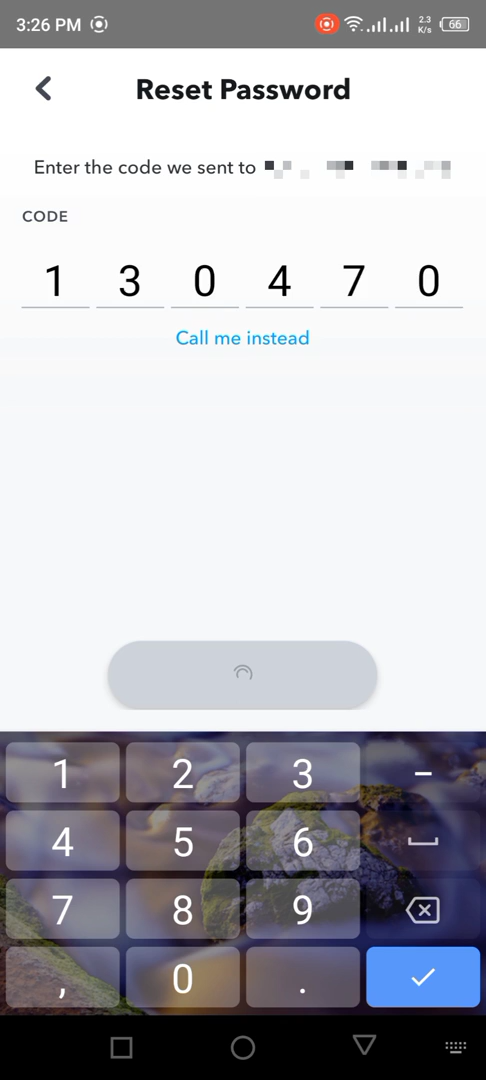 3:26 PM 2.3 K/s 66
Reset Password
Enter the code we sent to
CODE
1 3 0 4 7 0
Call me instead
1 2 3 -
4 5 6
7 8 9
, 0 .